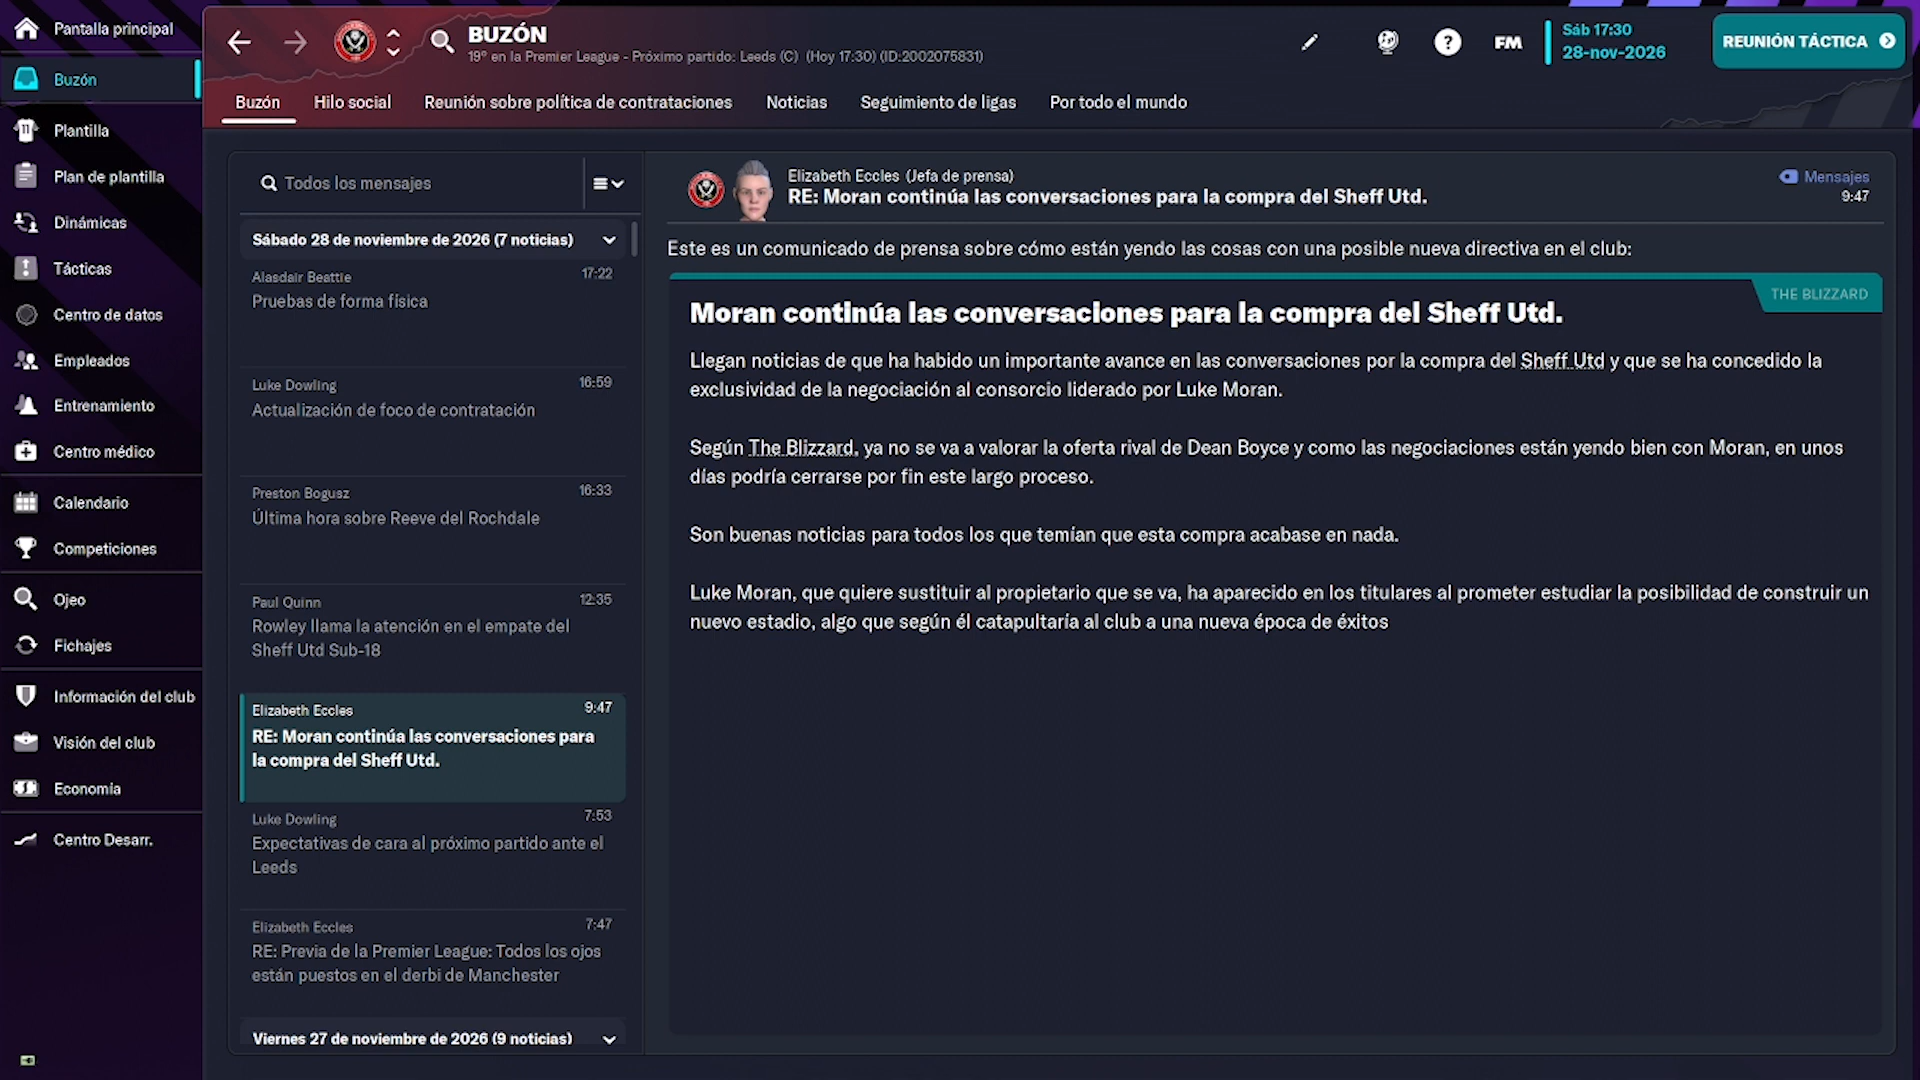 Pantalla principal
Buzón
Plantilla
Plan de plantilla
Dinámicas
Tácticas
Centro de datos
Empleados
Entrenamiento
Centro médico
Calendario
Competiciones
Ojeo
Fichajes
Información del club
Visión del club
Economía
Centro Desarr.
BUZÓN
19º en la Premier League - Próximo partido: Leeds (C) (Hoy 17:30) (ID:2002075831)
FM
Sáb 17:30
28-nov-2026
REUNIÓN TÁCTICA
Buzón
Hilo social
Reunión sobre política de contrataciones
Noticias
Seguimiento de ligas
Por todo el mundo
Todos los mensajes
Sábado 28 de noviembre de 2026 (7 noticias)
Alasdair Beattie 17:22
Pruebas de forma física
Luke Dowling 16:59
Actualización de foco de contratación
Preston Bogusz 16:33
Última hora sobre Reeve del Rochdale
Paul Quinn 12:35
Rowley llama la atención en el empate del
Sheff Utd Sub-18
Elizabeth Eccles 9:47
RE: Moran continúa las conversaciones para
la compra del Sheff Utd.
Luke Dowling 7:53
Expectativas de cara al próximo partido ante el
Leeds
Elizabeth Eccles 7:47
RE: Previa de la Premier League: Todos los ojos
están puestos en el derbi de Manchester
Viernes 27 de noviembre de 2026 (9 noticias)
Elizabeth Eccles (Jefa de prensa)
RE: Moran continúa las conversaciones para la compra del Sheff Utd.
Mensajes
9:47
Este es un comunicado de prensa sobre cómo están yendo las cosas con una posible nueva directiva en el club:
THE BLIZZARD
Moran continúa las conversaciones para la compra del Sheff Utd.
Llegan noticias de que ha habido un importante avance en las conversaciones por la compra del Sheff Utd y que se ha concedido la
exclusividad de la negociación al consorcio liderado por Luke Moran.
Según The Blizzard, ya no se va a valorar la oferta rival de Dean Boyce y como las negociaciones están yendo bien con Moran, en unos
días podría cerrarse por fin este largo proceso.
Son buenas noticias para todos los que temían que esta compra acabase en nada.
Luke Moran, que quiere sustituir al propietario que se va, ha aparecido en los titulares al prometer estudiar la posibilidad de construir un
nuevo estadio, algo que según él catapultaría al club a una nueva época de éxitos